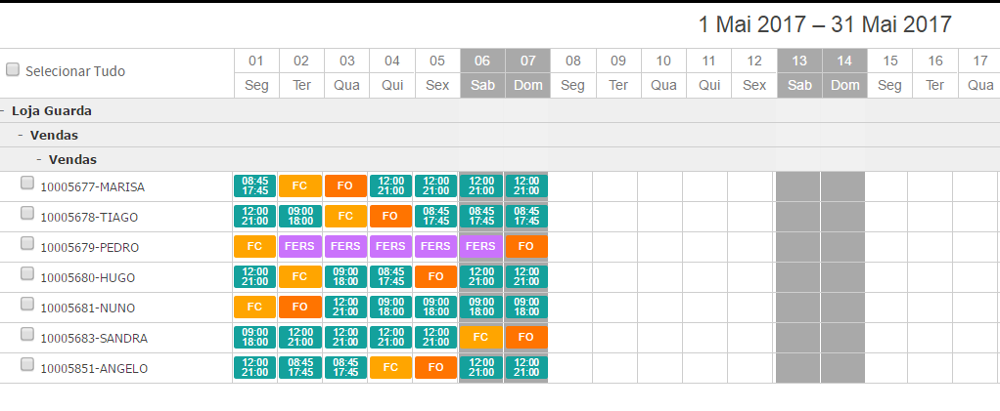 1 Mai 2017 – 31 Mai 2017
Selecionar Tudo 01 02 03 04 05 06 07 08 09 10 11 12 13 14 15 16 17
Seg Ter Qua Qui Sex Sab Dom Seg Ter Qua Qui Sex Sab Dom Seg Ter Qua
- Loja Guarda
- Vendas
- Vendas
10005677-MARISA 08:45 17:45 FC FO 12:00 21:00 12:00 21:00 12:00 21:00 12:00 21:00
10005678-TIAGO 12:00 21:00 09:00 18:00 FC FO 08:45 17:45 08:45 17:45 08:45 17:45
10005679-PEDRO FC FERS FERS FERS FERS FERS FO
10005680-HUGO 12:00 21:00 FC 09:00 18:00 08:45 17:45 FO 12:00 21:00 12:00 21:00
10005681-NUNO FC FO 12:00 21:00 09:00 18:00 09:00 18:00 09:00 18:00 09:00 18:00
10005683-SANDRA 09:00 18:00 12:00 21:00 12:00 21:00 12:00 21:00 12:00 21:00 FC FO
10005851-ANGELO 12:00 21:00 08:45 17:45 08:45 17:45 FC FO 12:00 21:00 12:00 21:00